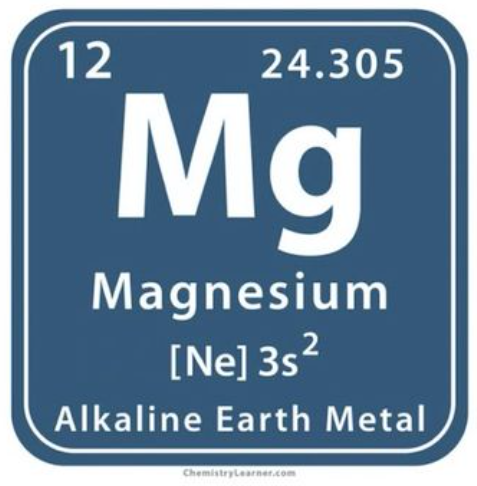 12 24.305
Mg
Magnesium
[Ne] 3s²
Alkaline Earth Metal
ChemistryLearner.com